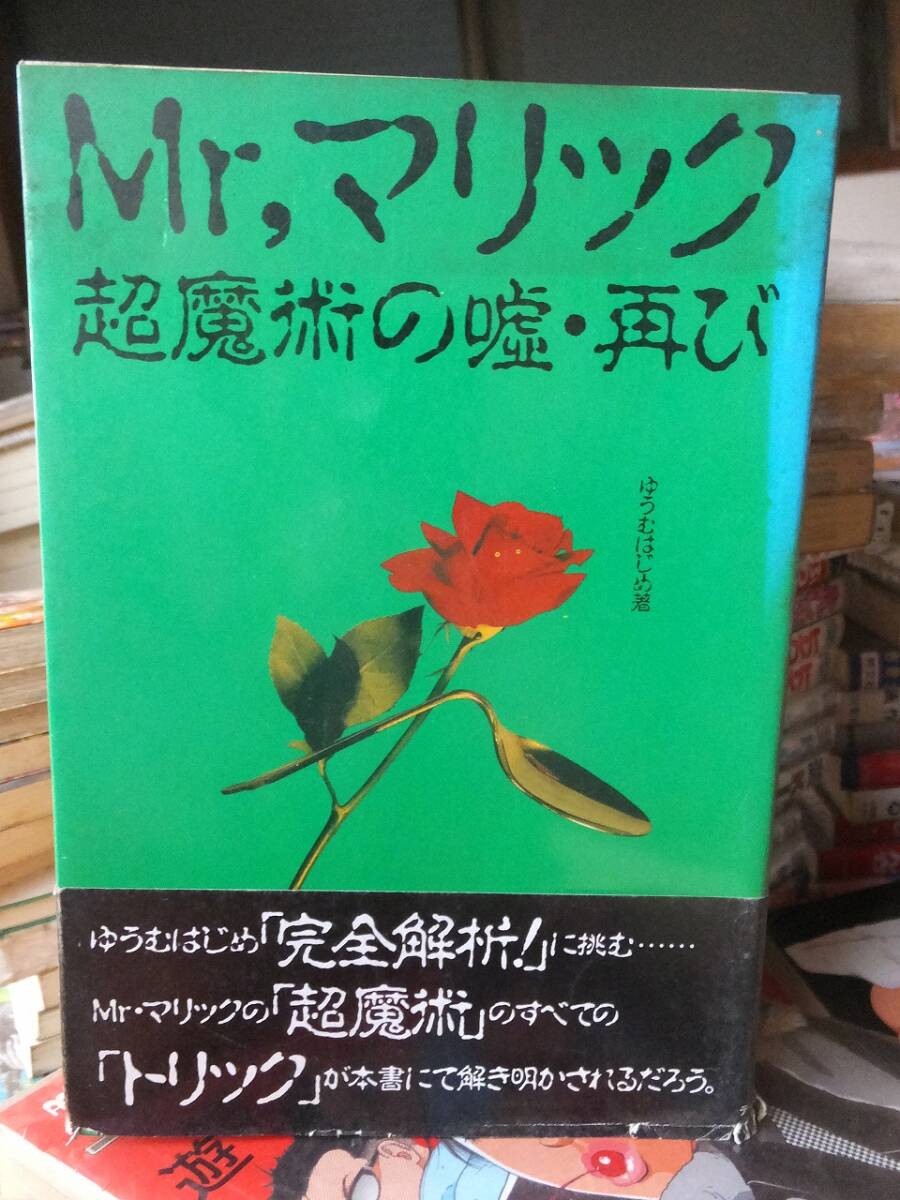 Mr,マリック
超魔術の嘘・再び
ゆうむはじめ著
ゆうむはじめ「完全解析!」に挑む……
Mr・マリックの「超魔術」のすべての
「トリック」が本書にて解き明かされるだろう。
遊